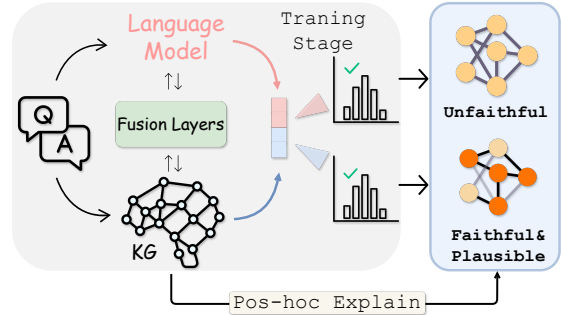 Language
Model
Traning
Stage
Q
A
Fusion Layers
KG
Unfaithful
Faithful&
Plausible
Pos-hoc Explain